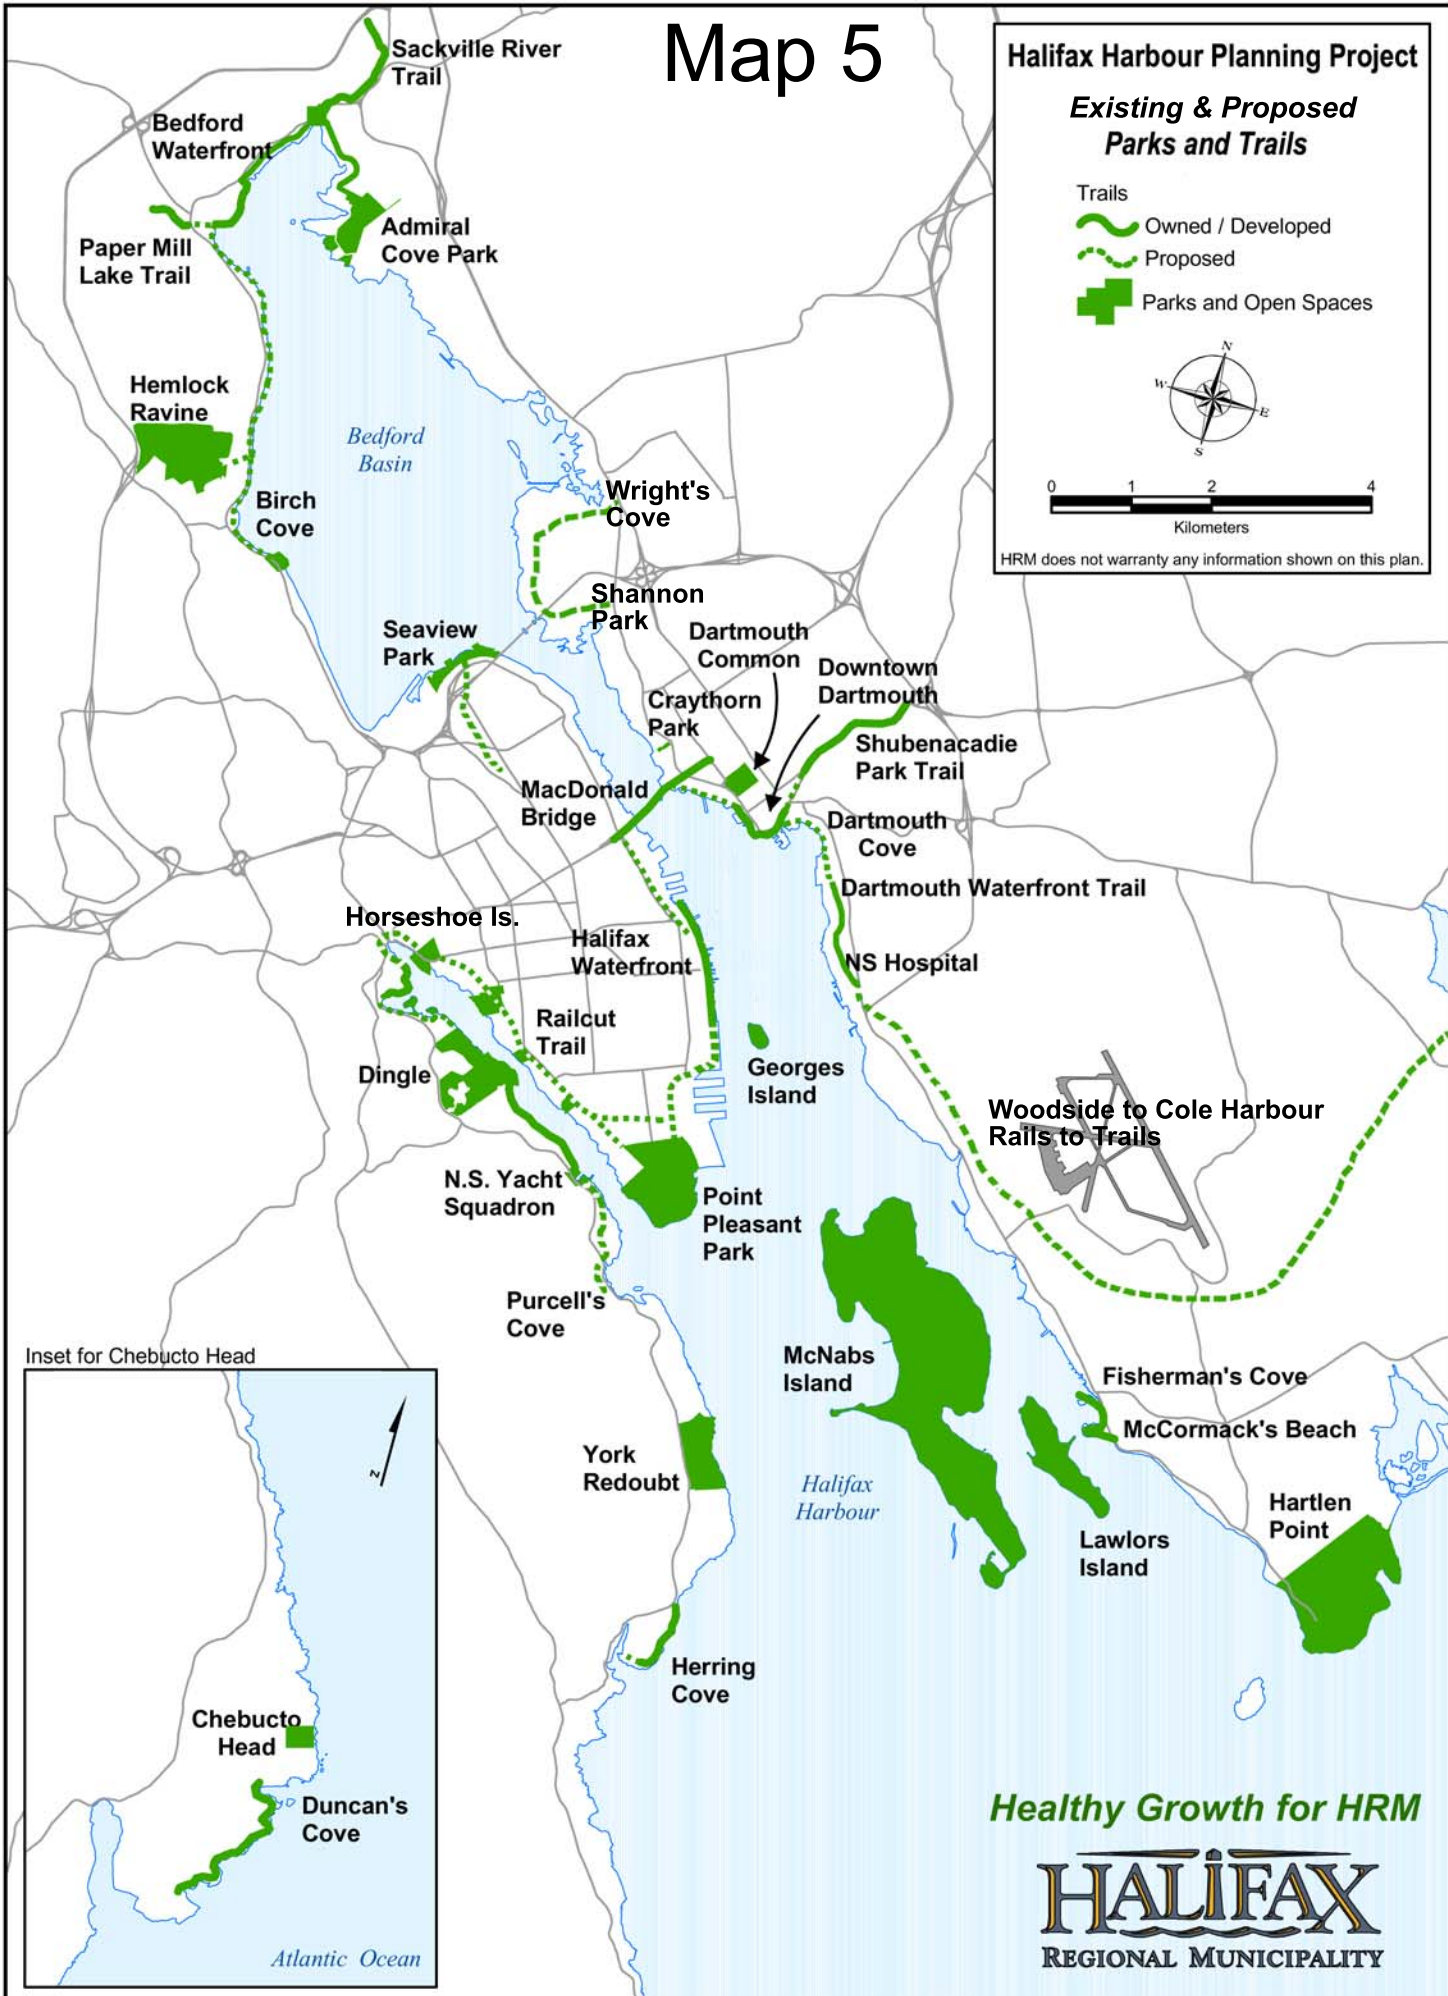 Map 5
Halifax Harbour Planning Project
Existing & Proposed
Parks and Trails
Trails
Owned / Developed
Proposed
Parks and Open Spaces
N
W
E
S
0 1 2 4
Kilometers
HRM does not warranty any information shown on this plan.
Sackville River
Trail
Bedford
Waterfront
Admiral
Cove Park
Paper Mill
Lake Trail
Hemlock
Ravine
Bedford
Basin
Birch
Cove
Wright's
Cove
Shannon
Park
Seaview
Park
Dartmouth
Common
Downtown
Dartmouth
Craythorn
Park
Shubenacadie
Park Trail
MacDonald
Bridge
Dartmouth
Cove
Dartmouth Waterfront Trail
Horseshoe Is.
Halifax
Waterfront
NS Hospital
Railcut
Trail
Dingle
Georges
Island
Woodside to Cole Harbour
Rails to Trails
N.S. Yacht
Squadron
Point
Pleasant
Park
Purcell's
Cove
McNabs
Island
Fisherman's Cove
McCormack's Beach
York
Redoubt
Halifax
Harbour
Hartlen
Point
Lawlors
Island
Herring
Cove
Inset for Chebucto Head
N
Chebucto
Head
Duncan's
Cove
Atlantic Ocean
Healthy Growth for HRM
HALIFAX
REGIONAL MUNICIPALITY